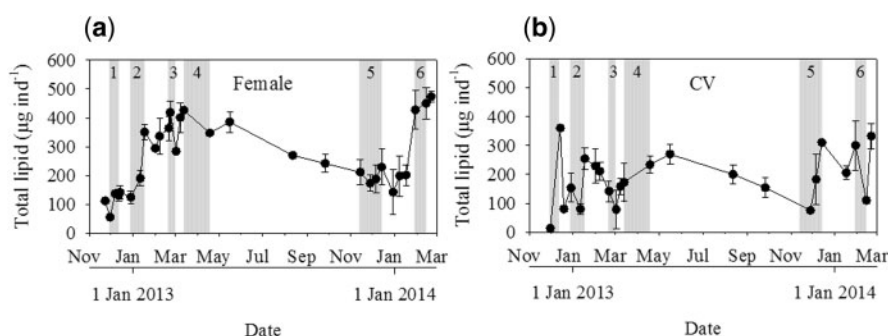 (a)
(b)
600
500
400
300
200
100
0
Total lipid (µg ind⁻¹)
1 2 3 4 5 6
Female
Nov Jan Mar May Jul Sep Nov Jan Mar
1 Jan 2013 1 Jan 2014
Date
600
500
400
300
200
100
0
Total lipid (µg ind⁻¹)
1 2 3 4 5 6
CV
Nov Jan Mar May Jul Sep Nov Jan Mar
1 Jan 2013 1 Jan 2014
Date